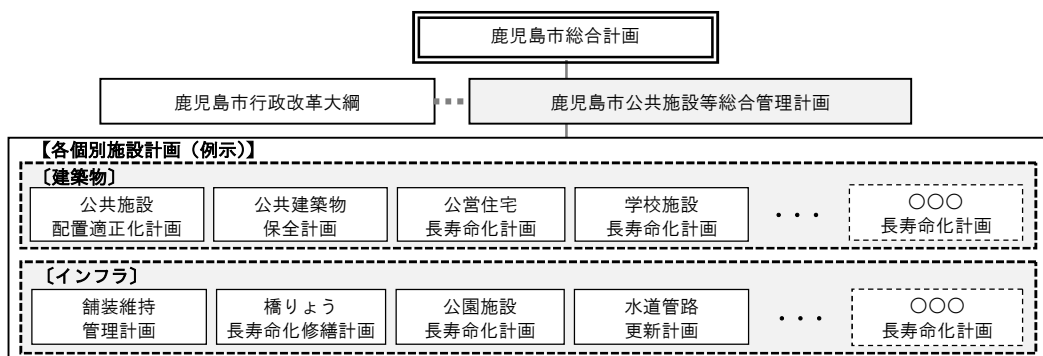 鹿児島市総合計画
鹿児島市行政改革大綱
鹿児島市公共施設等総合管理計画
【各個別施設計画(例示)】
〔建築物〕
公共施設
配置適正化計画
公共建築物
保全計画
公営住宅
長寿命化計画
学校施設
長寿命化計画
・・・
○○○
長寿命化計画
〔インフラ〕
舗装維持
管理計画
橋りょう
長寿命化修繕計画
公園施設
長寿命化計画
水道管路
更新計画
・・・
○○○
長寿命化計画